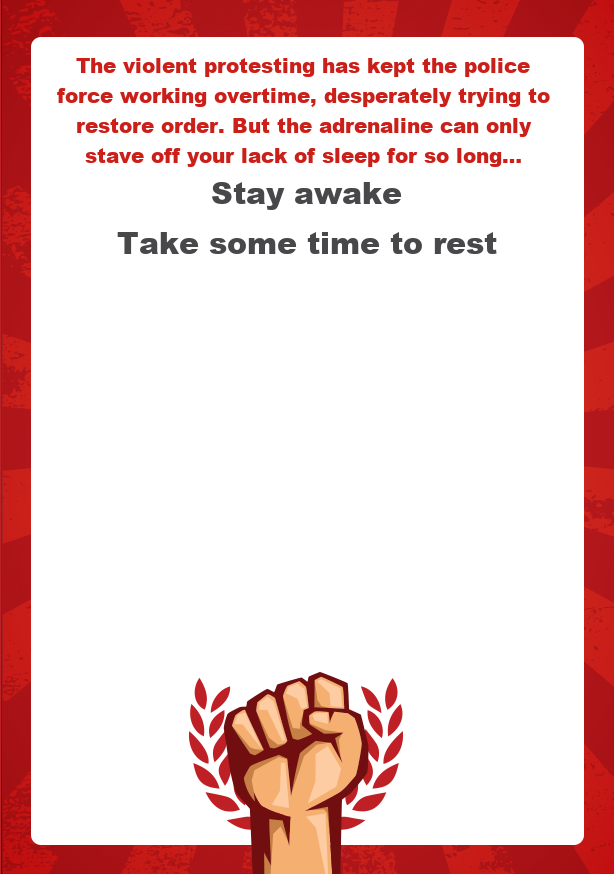 The violent protesting has kept the police
force working overtime, desperately trying to
restore order. But the adrenaline can only
stave off your lack of sleep for so long...
Stay awake
Take some time to rest